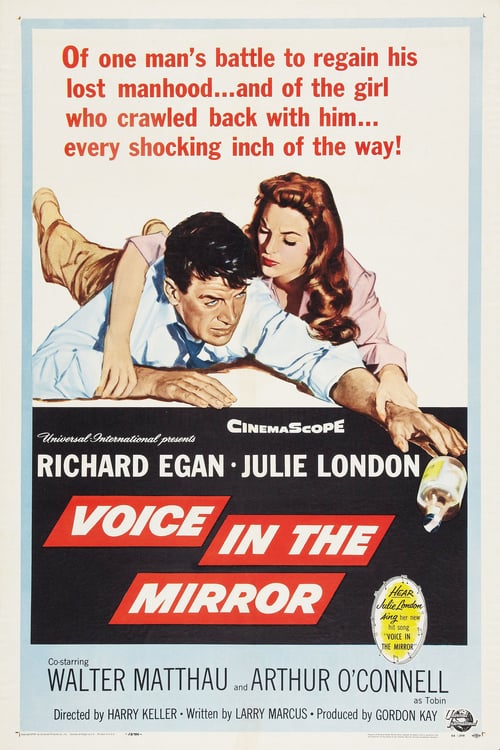 Of one man's battle to regain his
lost manhood...and of the girl
who crawled back with him...
every shocking inch of the way!
CINEMASCOPE
Universal International presents
RICHARD EGAN · JULIE LONDON
VOICE
IN THE
MIRROR
HEAR
Julie London
sing her new
hit song
"VOICE IN
THE MIRROR"
Co-starring
WALTER MATTHAU and ARTHUR O'CONNELL
as Tobin
Directed by HARRY KELLER · Written by LARRY MARCUS · Produced by GORDON KAY